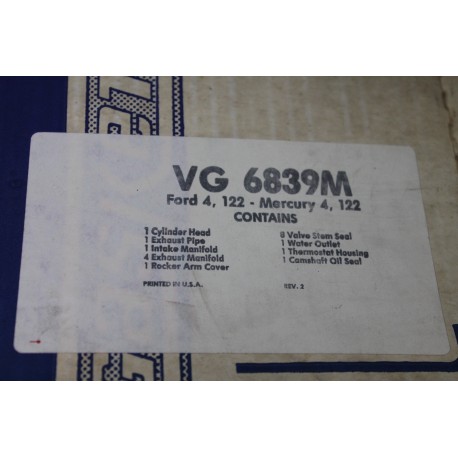 VG 6839M
Ford 4, 122 - Mercury 4, 122
CONTAINS
1 Cylinder Head
1 Exhaust Pipe
1 Intake Manifold
4 Exhaust Manifold
1 Rocker Arm Cover
8 Valve Stem Seal
1 Water Outlet
1 Thermostat Housing
1 Camshaft Oil Seal
PRINTED IN U.S.A.
REV. 2